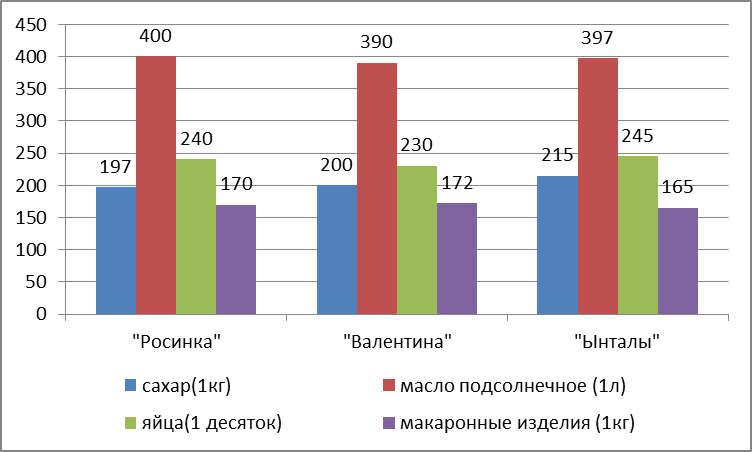 450
400
350
300
250
200
150
100
50
0
197 400 240 170
200 390 230 172
215 397 245 165
"Росинка" "Валентина" "Ынталы"
сахар(1кг) масло подсолнечное (1л)
яйца(1 десяток) макаронные изделия (1кг)